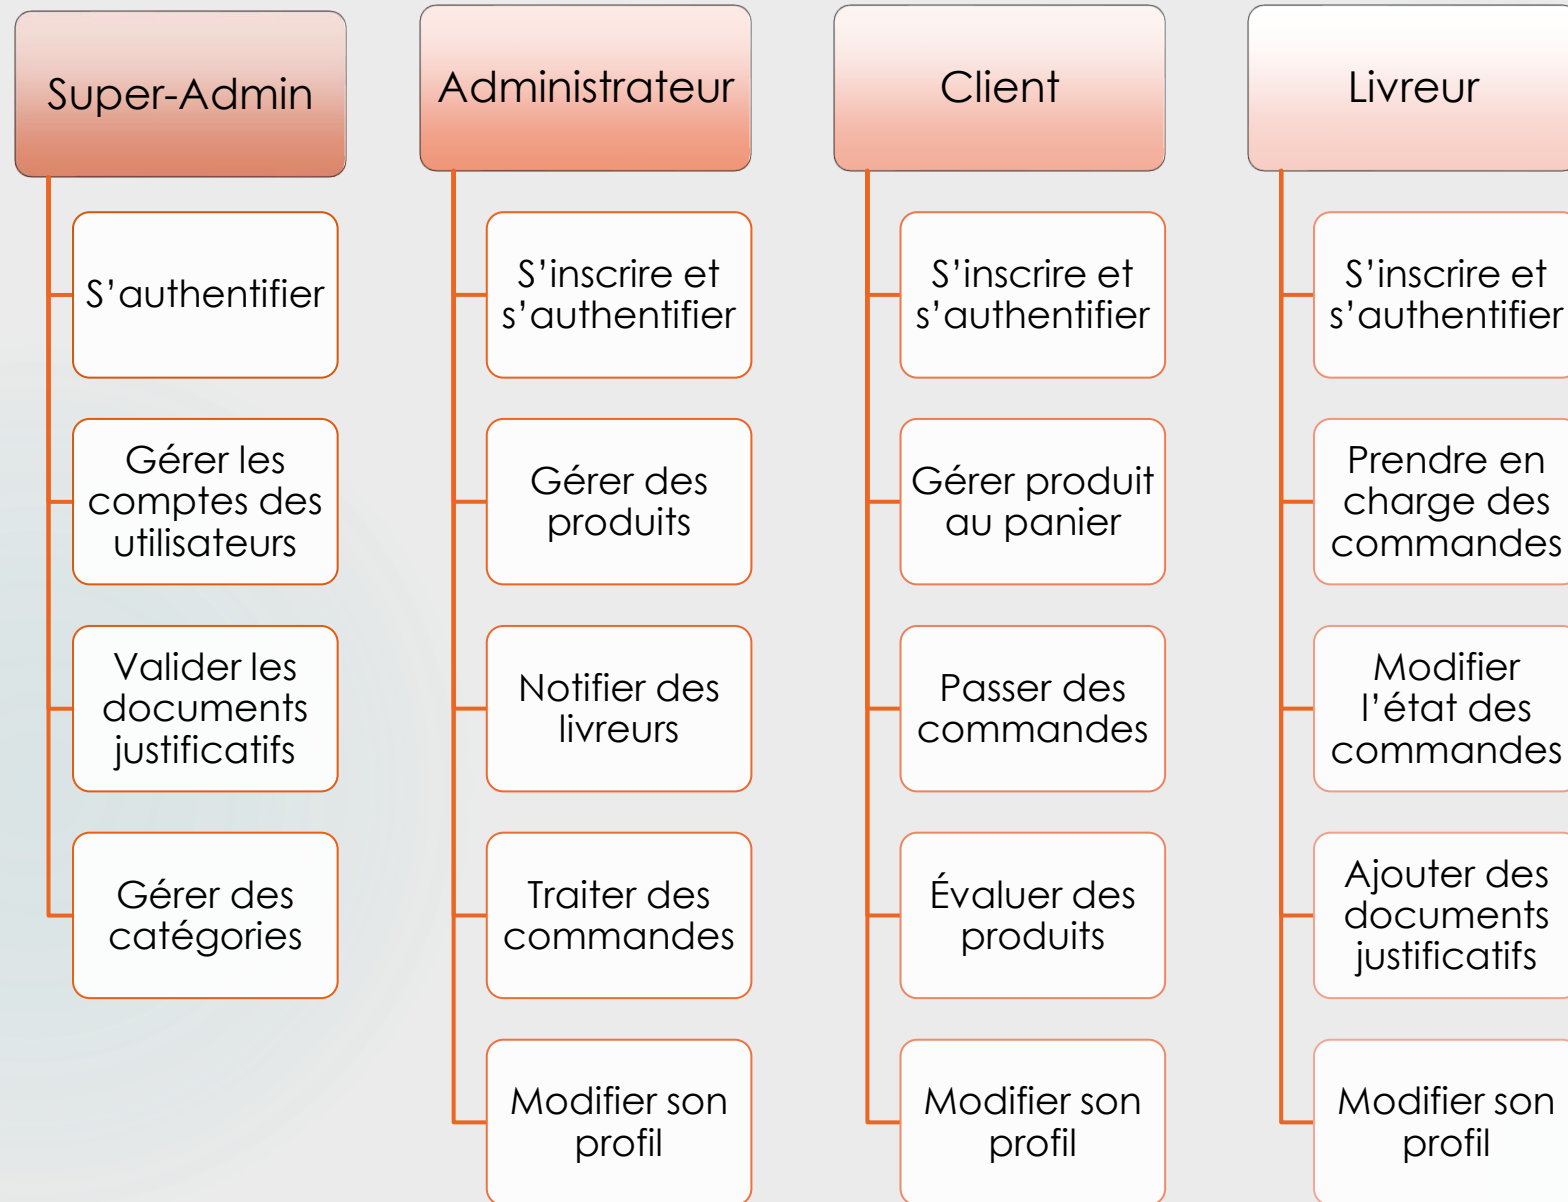 Super-Admin
S’authentifier
Gérer les
comptes des
utilisateurs
Valider les
documents
justificatifs
Gérer des
catégories
Administrateur
S’inscrire et
s’authentifier
Gérer des
produits
Notifier des
livreurs
Traiter des
commandes
Modifier son
profil
Client
S’inscrire et
s’authentifier
Gérer produit
au panier
Passer des
commandes
Évaluer des
produits
Modifier son
profil
Livreur
S’inscrire et
s’authentifier
Prendre en
charge des
commandes
Modifier
l’état des
commandes
Ajouter des
documents
justificatifs
Modifier son
profil